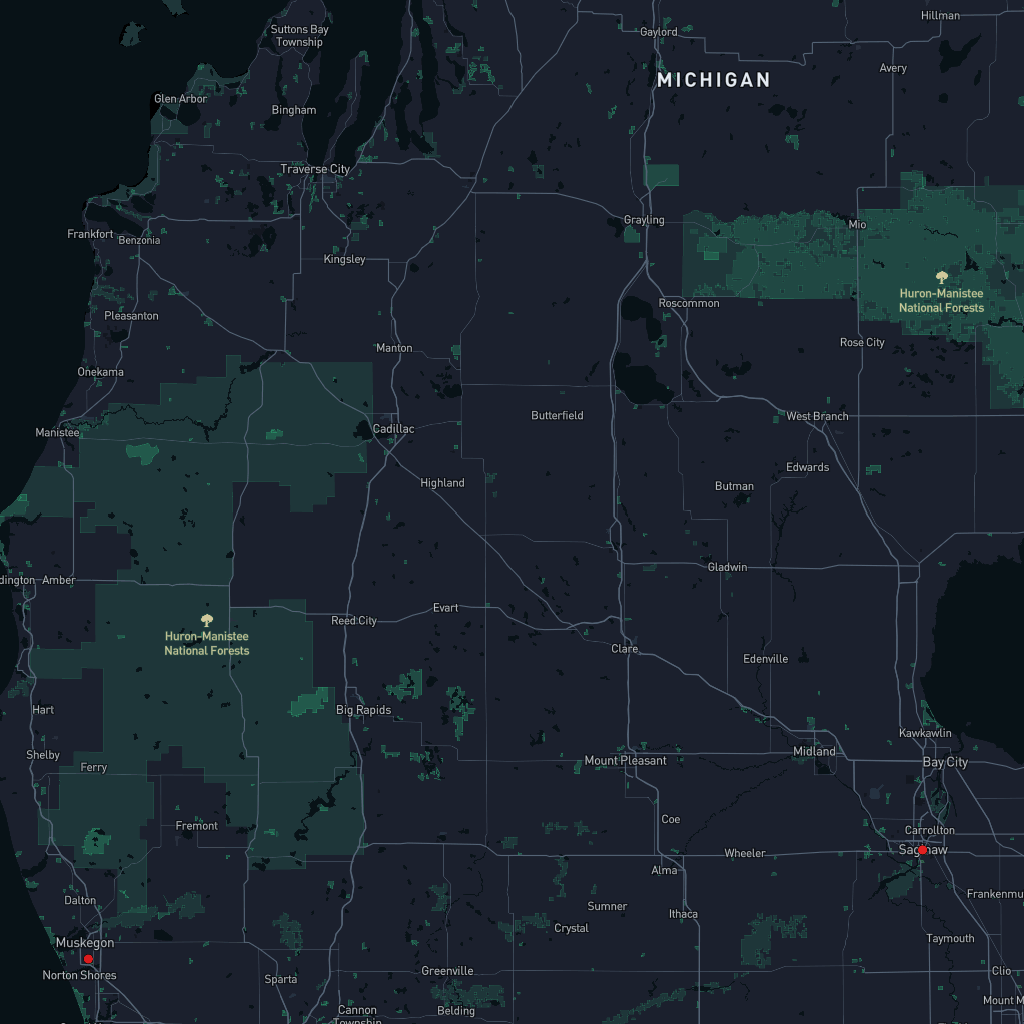 Hillman
Suttons Bay
Township
Gaylord
Avery
MICHIGAN
Glen Arbor
Bingham
Traverse City
Grayling
Mio
Frankfort
Benzonia
Kingsley
Huron-Manistee
National Forests
Roscommon
Pleasanton
Rose City
Manton
Onekama
Butterfield
West Branch
Manistee
Cadillac
Edwards
Highland
Butman
Gladwin
dington
Amber
Evart
Reed City
Huron-Manistee
National Forests
Clare
Edenville
Hart
Big Rapids
Kawkawlin
Shelby
Midland
Mount Pleasant
Bay City
Ferry
Coe
Fremont
Carrollton
Saginaw
Wheeler
Alma
Frankenmu
Dalton
Sumner
Ithaca
Crystal
Taymouth
Muskegon
Norton Shores
Sparta
Greenville
Clio
Mount M
Cannon
Township
Belding